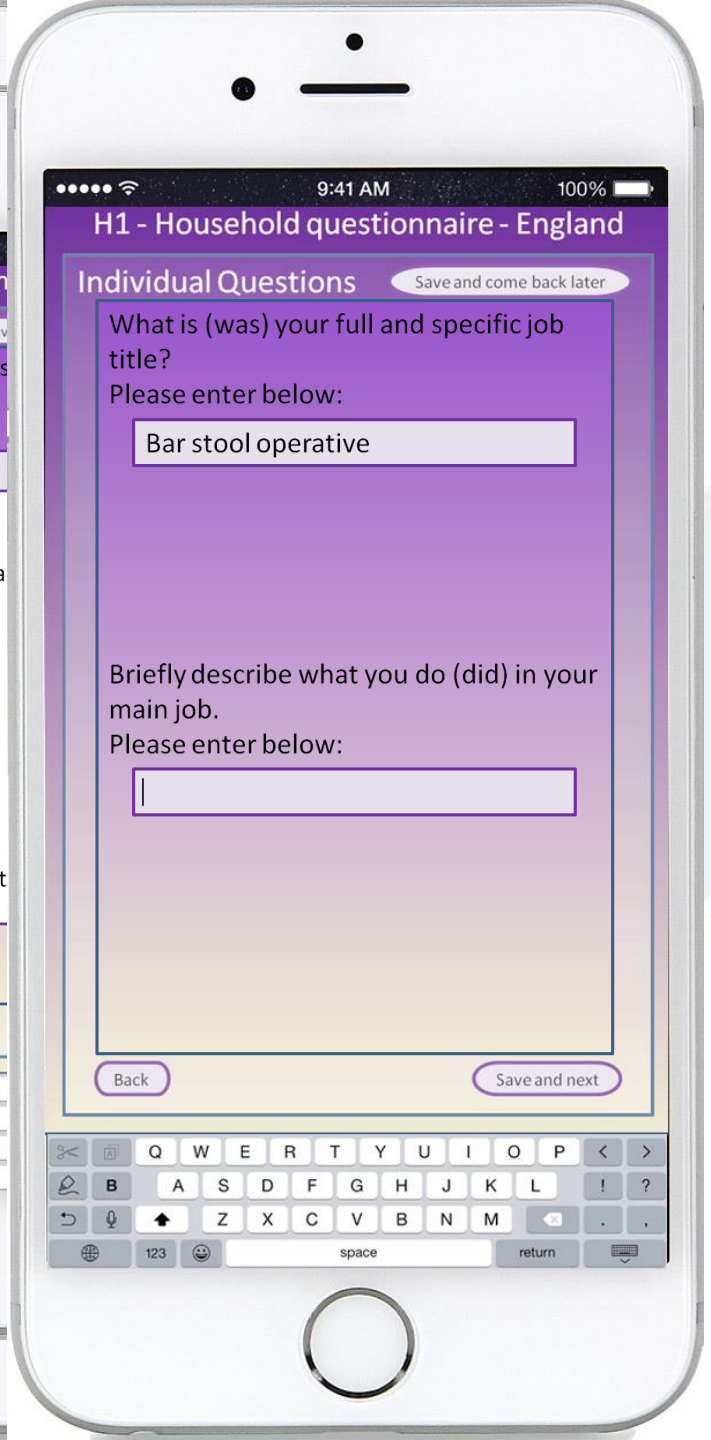 9:41 AM
100%
H1 - Household questionnaire - England
Individual Questions
Save and come back later
What is (was) your full and specific job
title?
Please enter below:
Bar stool operative
Briefly describe what you do (did) in your
main job.
Please enter below:
Back
Save and next
Q W E R T Y U I O P < >
B A S D F G H J K L ! ?
Z X C V B N M . ,
123 space return